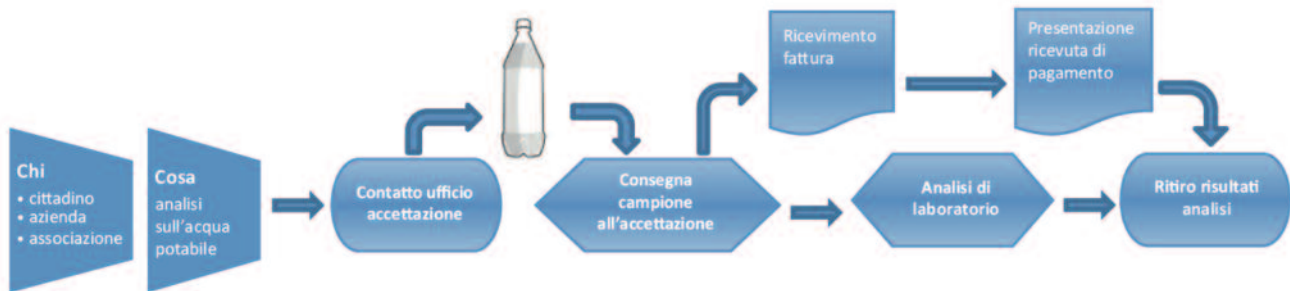 Chi
• cittadino
• azienda
• associazione
Cosa
analisi
sull'acqua
potabile
Contatto ufficio
accettazione
Consegna
campione
all'accettazione
Ricevimento
fattura
Presentazione
ricevuta di
pagamento
Analisi di
laboratorio
Ritiro risultati
analisi